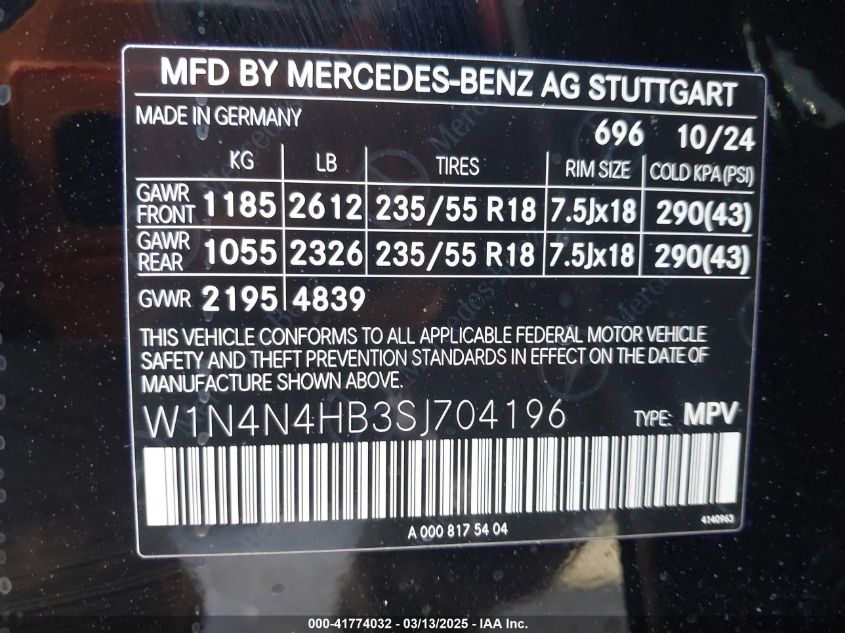 MFD BY MERCEDES-BENZ AG STUTTGART
MADE IN GERMANY 696 10/24
KG LB TIRES RIM SIZE COLD KPA (PSI)
GAWR FRONT 1185 2612 235/55 R18 7.5Jx18 290(43)
GAWR REAR 1055 2326 235/55 R18 7.5Jx18 290(43)
GVWR 2195 4839
THIS VEHICLE CONFORMS TO ALL APPLICABLE FEDERAL MOTOR VEHICLE
SAFETY AND THEFT PREVENTION STANDARDS IN EFFECT ON THE DATE OF
MANUFACTURE SHOWN ABOVE.
W1N4N4HB3SJ704196 TYPE: MPV
A 000 817 54 04 4140963
000-41774032 - 03/13/2025 - IAA Inc.